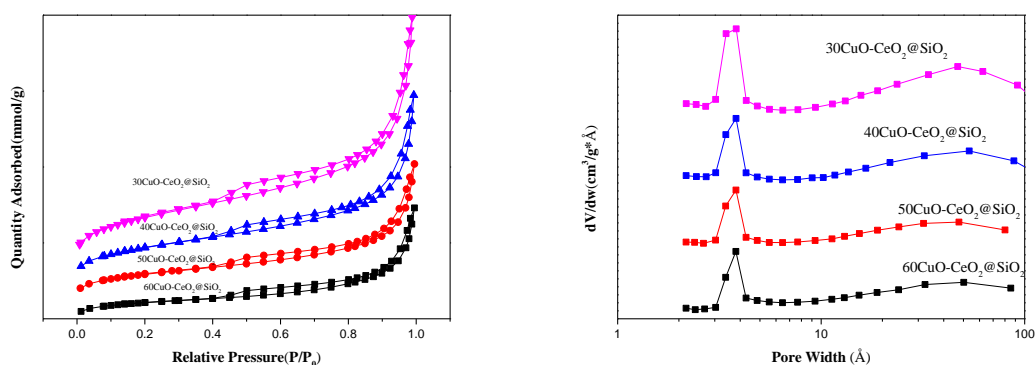 Quantity Adsorbed(mmol/g)
30CuO-CeO₂@SiO₂
40CuO-CeO₂@SiO₂
50CuO-CeO₂@SiO₂
60CuO-CeO₂@SiO₂
0.0 0.2 0.4 0.6 0.8 1.0
Relative Pressure(P/P₀)
dV/dw(cm³/g*Å)
30CuO-CeO₂@SiO₂
40CuO-CeO₂@SiO₂
50CuO-CeO₂@SiO₂
60CuO-CeO₂@SiO₂
1 10 100
Pore Width (Å)